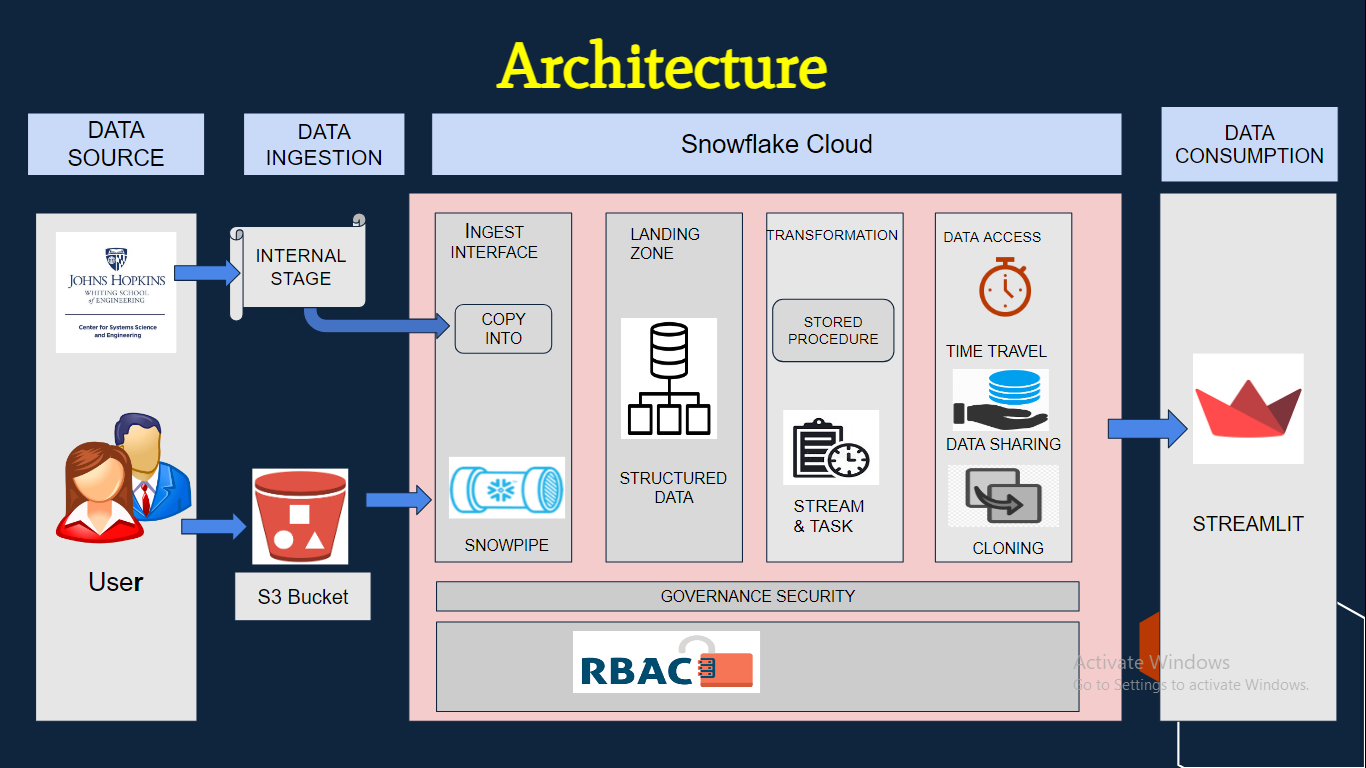 Architecture
DATA
SOURCE
DATA
INGESTION
Snowflake Cloud
DATA
CONSUMPTION
JOHNS HOPKINS
WHITING SCHOOL
of ENGINEERING
Center for Systems Science
and Engineering
User
INTERNAL
STAGE
S3 Bucket
INGEST
INTERFACE
COPY
INTO
SNOWPIPE
LANDING
ZONE
STRUCTURED
DATA
TRANSFORMATION
STORED
PROCEDURE
STREAM
& TASK
DATA ACCESS
TIME TRAVEL
DATA SHARING
CLONING
GOVERNANCE SECURITY
RBAC
STREAMLIT
Activate Windows
Go to Settings to activate Windows.